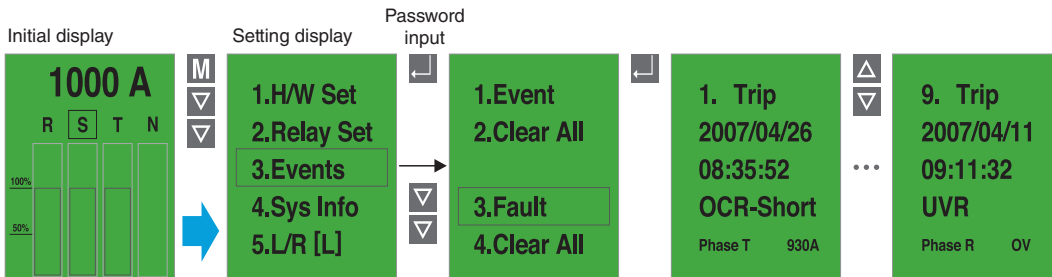 Password
input
Initial display
Setting display
1000 A
R S T N
100%
50%
M
1.H/W Set
2.Relay Set
3.Events
4.Sys Info
5.L/R [L]
1.Event
2.Clear All
3.Fault
4.Clear All
1. Trip
2007/04/26
08:35:52
OCR-Short
Phase T 930A
...
9. Trip
2007/04/11
09:11:32
UVR
Phase R OV